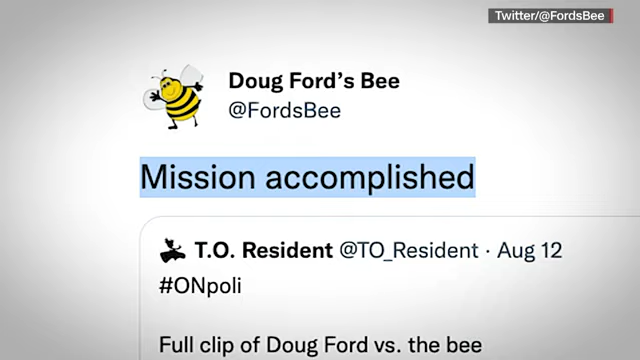 Twitter/@FordsBee
Doug Ford's Bee
@FordsBee
Mission accomplished
T.O. Resident @TO_Resident · Aug 12
#ONpoli
Full clip of Doug Ford vs. the bee